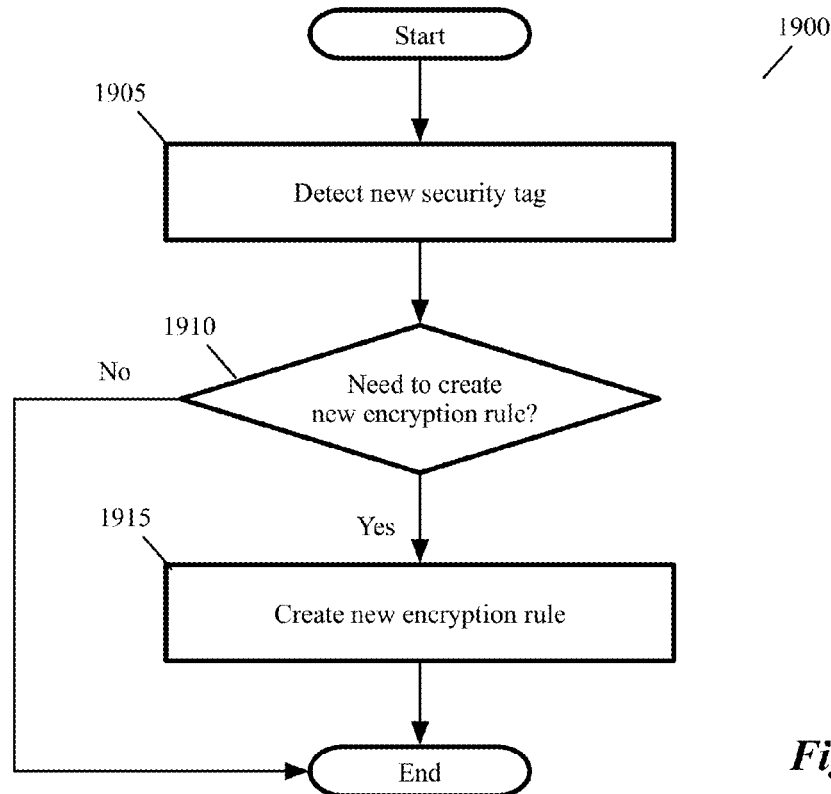 Start
1900
1905
Detect new security tag
1910
No
Need to create
new encryption rule?
Yes
1915
Create new encryption rule
End